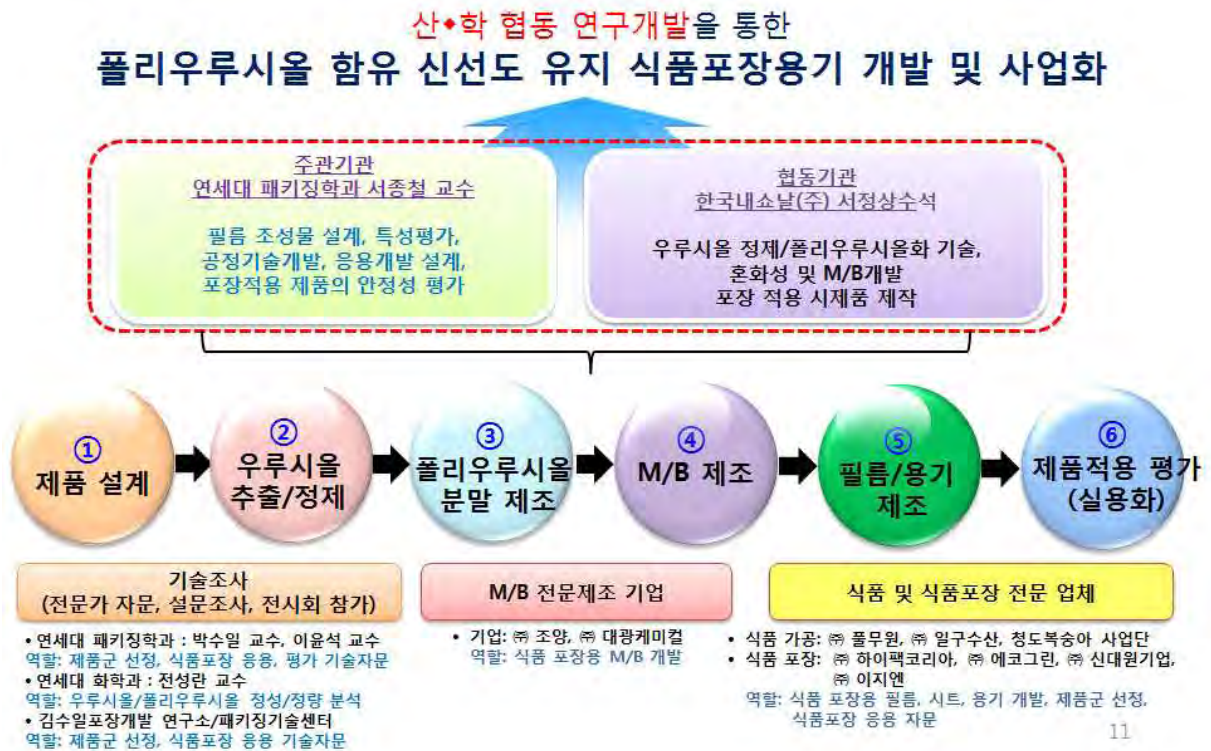 산◆학 협동 연구개발을 통한
폴리우루시올 함유 신선도 유지 식품포장용기 개발 및 사업화
주관기관
연세대 패키징학과 서종철 교수
필름 조성물 설계, 특성평가,
공정기술개발, 응용개발 설계,
포장적용 제품의 안정성 평가
협동기관
한국내쇼날(주) 서정상수석
우루시올 정제/폴리우루시올화 기술,
혼화성 및 M/B개발
포장 적용 시제품 제작
①
제품 설계
②
우루시올
추출/정제
③
폴리우루시올
분말 제조
④
M/B 제조
⑤
필름/용기
제조
⑥
제품적용 평가
(실용화)
기술조사
(전문가 자문, 설문조사, 전시회 참가)
• 연세대 패키징학과 : 박수일 교수, 이윤석 교수
역할: 제품군 선정, 식품포장 응용, 평가 기술자문
• 연세대 화학과 : 전성란 교수
역할: 우루시올/폴리우루시올 정성/정량 분석
• 김수일포장개발 연구소/패키징기술센터
역할: 제품군 선정, 식품포장 응용 기술자문
M/B 전문제조 기업
• 기업: ㈜ 조양, ㈜ 대광케미컬
역할: 식품 포장용 M/B 개발
식품 및 식품포장 전문 업체
• 식품 가공: ㈜ 풀무원, ㈜ 일구수산, 청도복숭아 사업단
• 식품 포장: ㈜ 하이팩코리아, ㈜ 에코그린, ㈜ 신대원기업,
㈜ 이지엔
역할: 식품 포장용 필름, 시트, 용기 개발, 제품군 선정,
식품포장 응용 자문
11